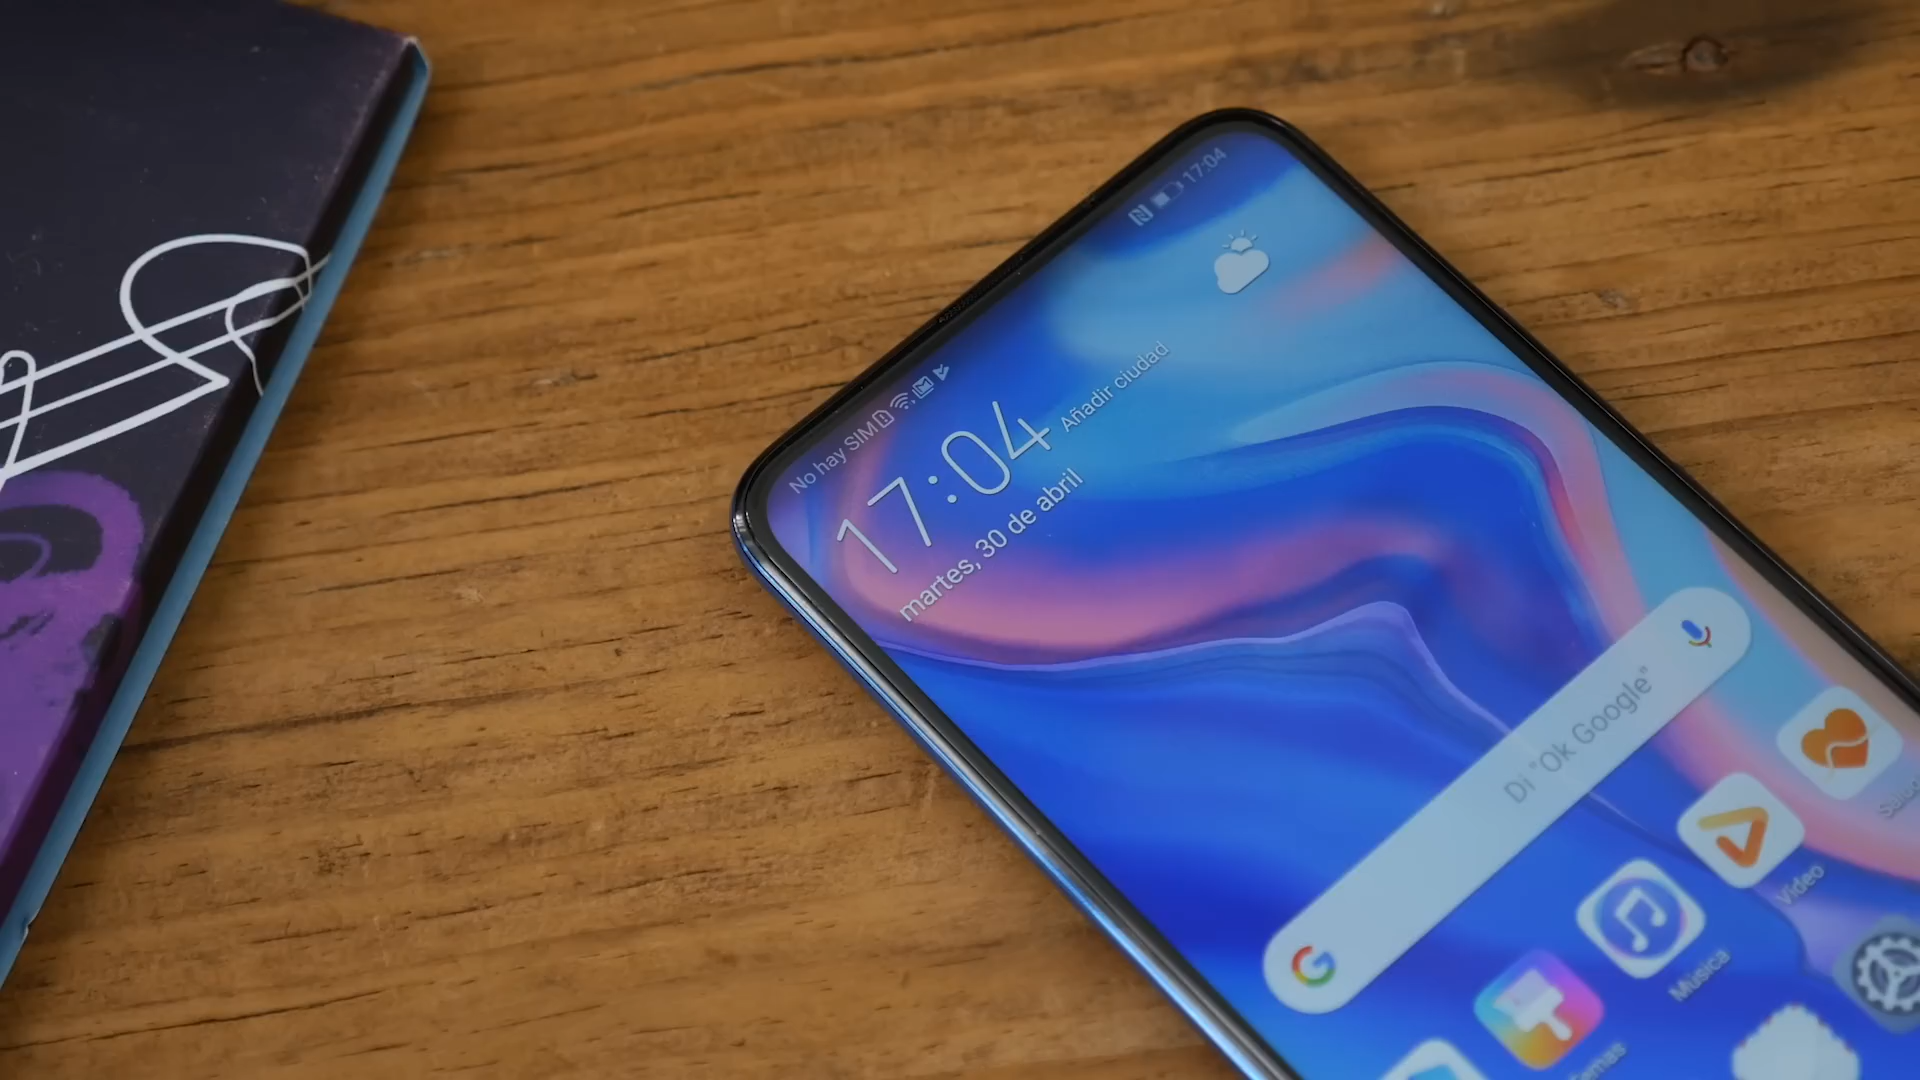 No hay SIM
17:04
17:04
Añadir ciudad
martes, 30 de abril
Di "Ok Google"
Vídeo
Música